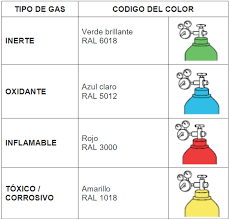 TIPO DE GAS
CODIGO DEL COLOR
INERTE
Verde brillante
RAL 6018
OXIDANTE
Azul claro
RAL 5012
INFLAMABLE
Rojo
RAL 3000
TÓXICO /
CORROSIVO
Amarillo
RAL 1018